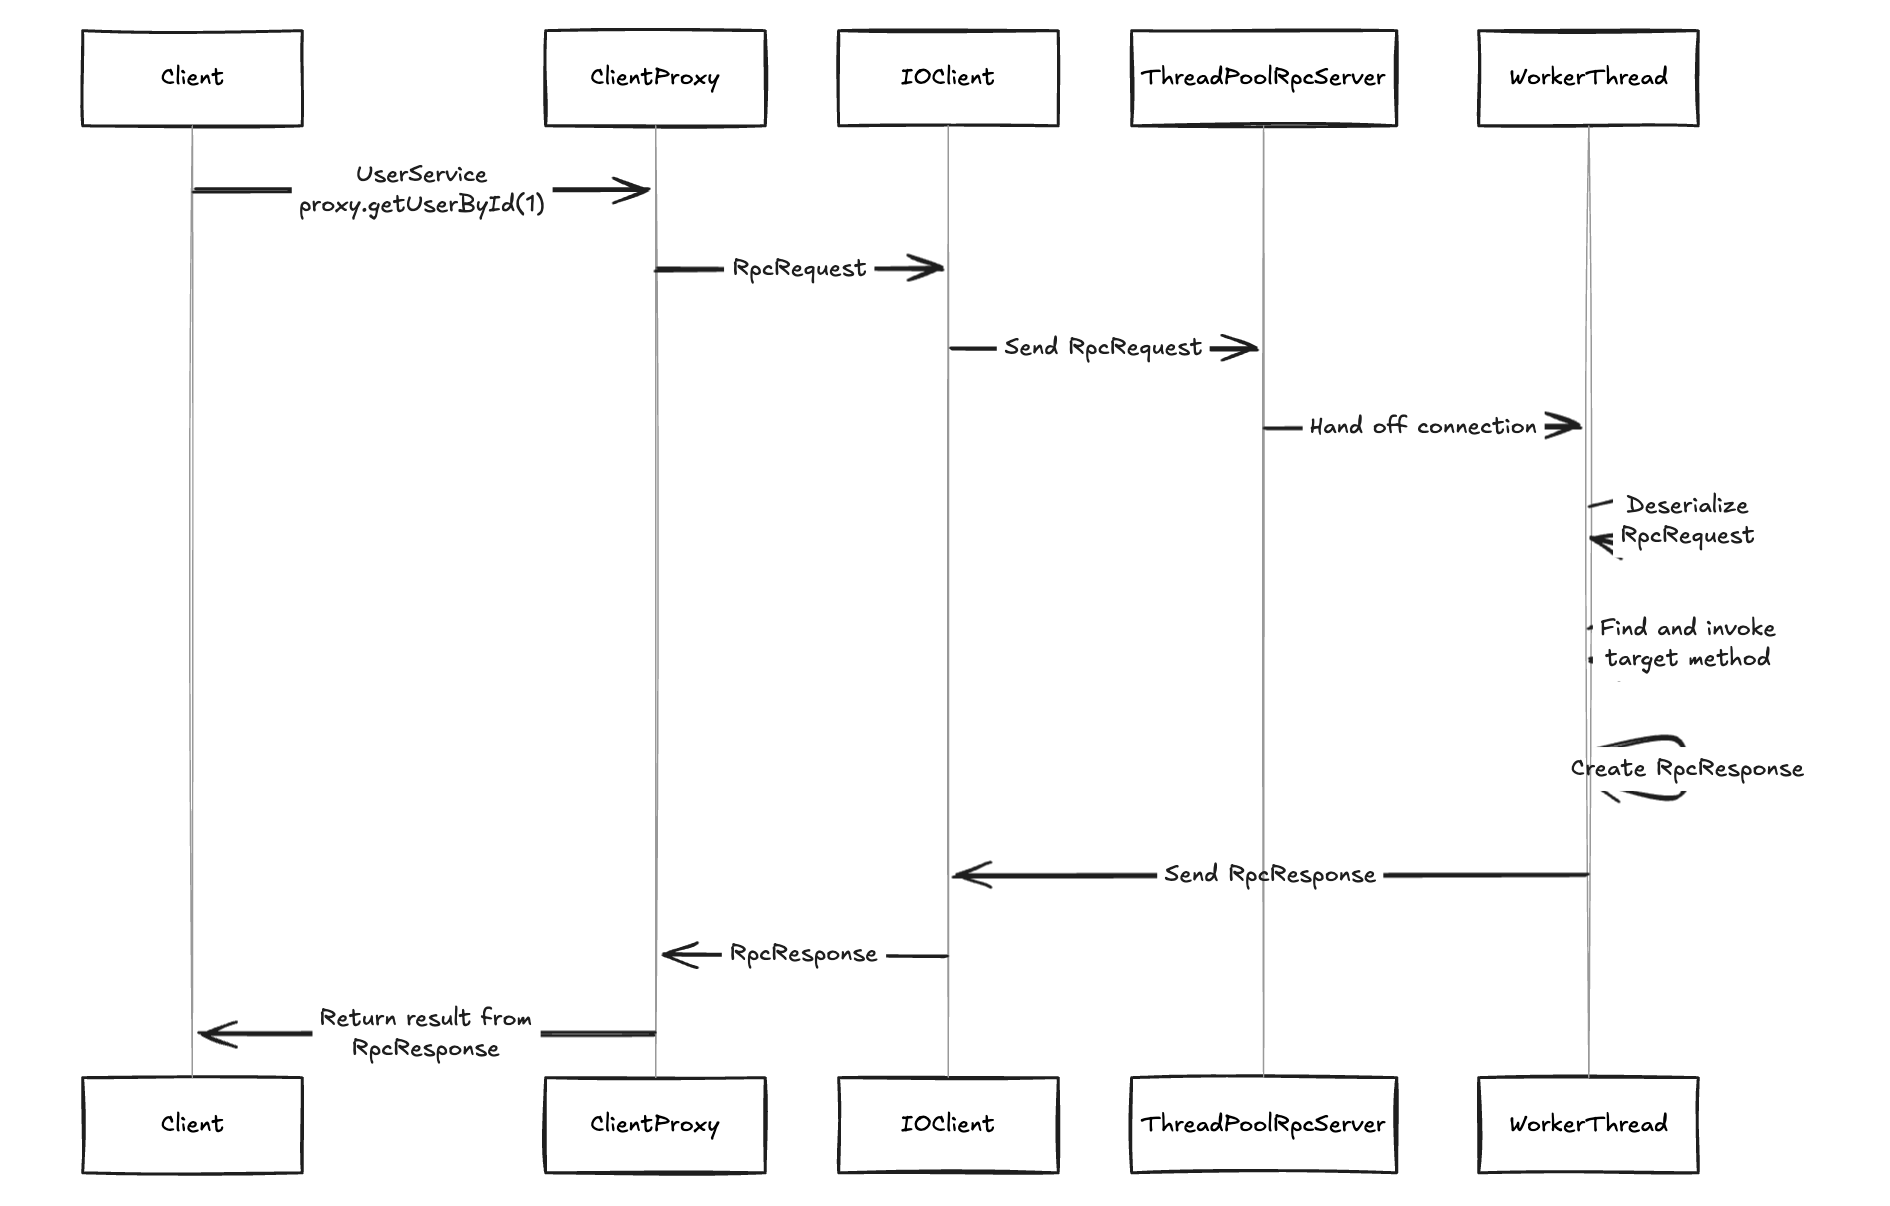 Client
ClientProxy
IOClient
ThreadPoolRpcServer
WorkerThread
UserService
proxy.getUserById(1)
RpcRequest
Send RpcRequest
Hand off connection
Deserialize
RpcRequest
Find and invoke
target method
Create RpcResponse
Send RpcResponse
RpcResponse
Return result from
RpcResponse
Client
ClientProxy
IOClient
ThreadPoolRpcServer
WorkerThread